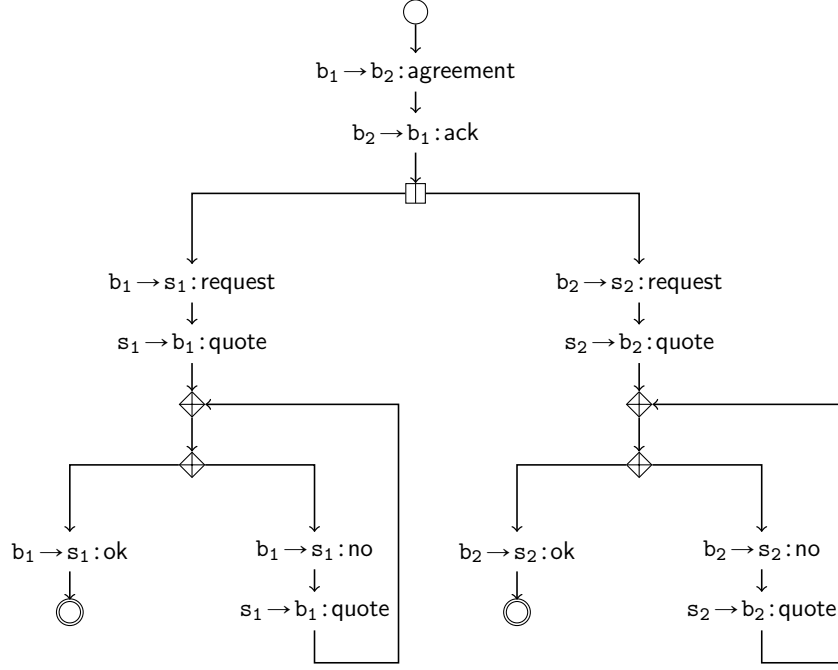 b₁→b₂:agreement
b₂→b₁:ack
b₁→s₁:request
b₂→s₂:request
s₁→b₁:quote
s₂→b₂:quote
b₁→s₁:ok
b₁→s₁:no
b₂→s₂:ok
b₂→s₂:no
s₁→b₁:quote
s₂→b₂:quote